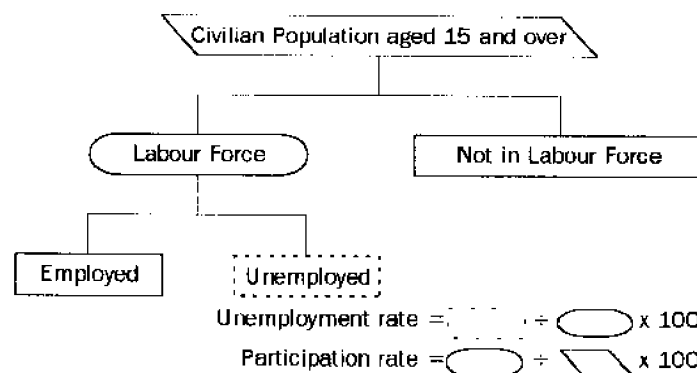 Civilian Population aged 15 and over
Labour Force
Not in Labour Force
Employed
Unemployed
Unemployment rate = ÷ x 100
Participation rate = ÷ x 100